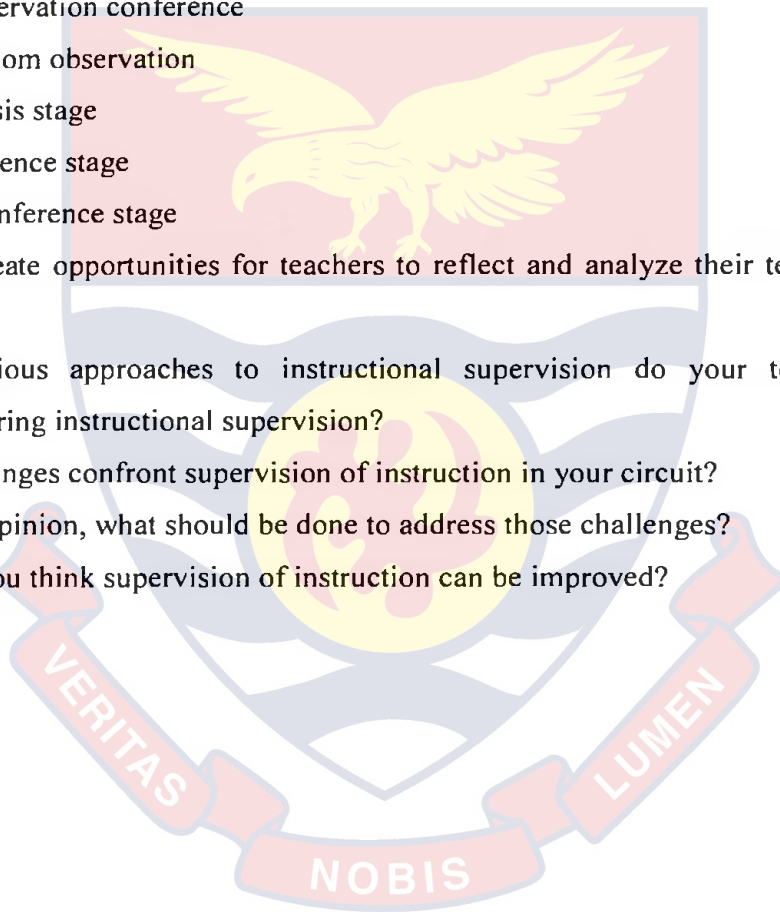 ervation conference
om observation
sis stage
ence stage
nference stage
eate opportunities for teachers to reflect and analyze their te
ious approaches to instructional supervision do your t
ring instructional supervision?
nges confront supervision of instruction in your circuit?
pinion, what should be done to address those challenges?
ou think supervision of instruction can be improved?
VERITAS
NOBIS
LUMEN